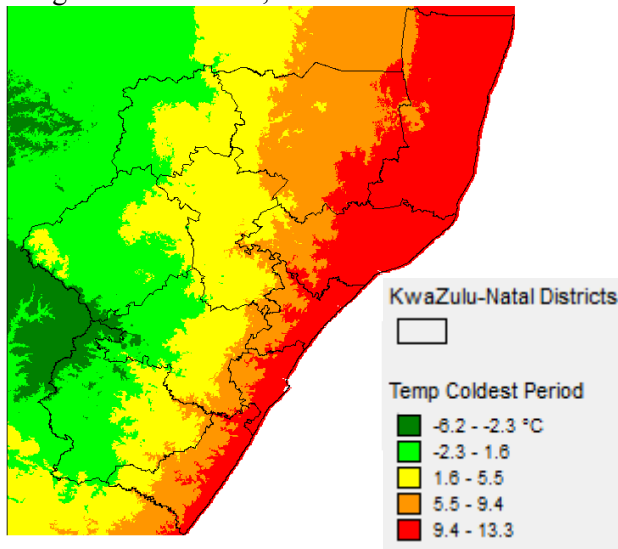 KwaZulu-Natal Districts
Temp Coldest Period
-6.2 - -2.3 °C
-2.3 - 1.6
1.6 - 5.5
5.5 - 9.4
9.4 - 13.3